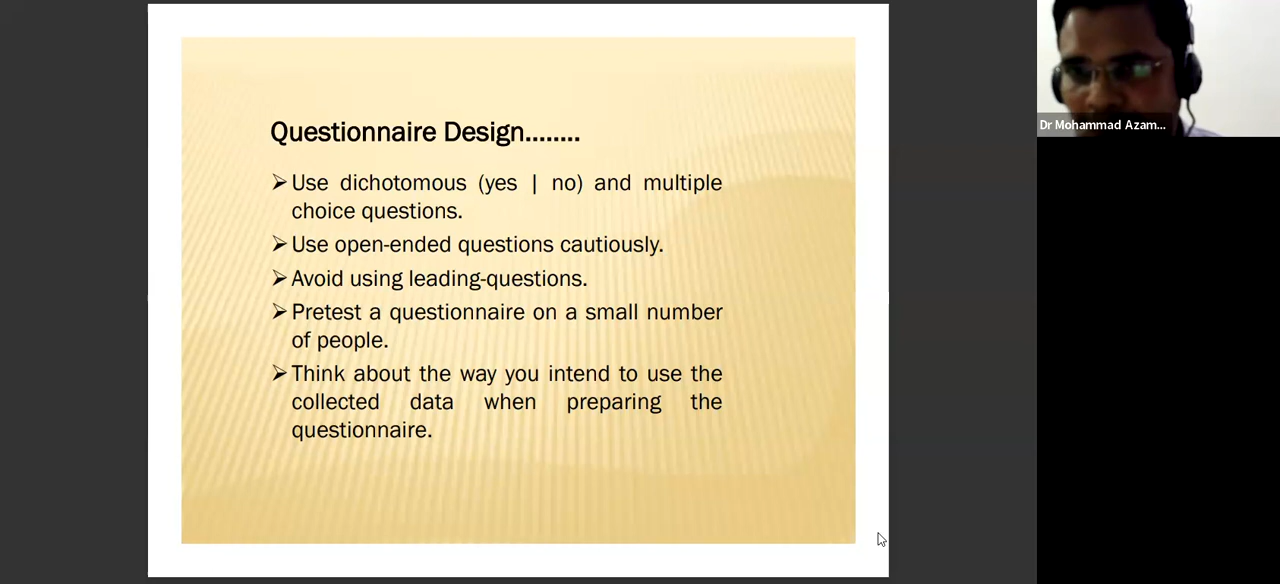 Questionnaire Design........
➢Use dichotomous (yes | no) and multiple
choice questions.
➢Use open-ended questions cautiously.
➢Avoid using leading-questions.
➢Pretest a questionnaire on a small number
of people.
➢Think about the way you intend to use the
collected data when preparing the
questionnaire.
Dr Mohammad Azam...